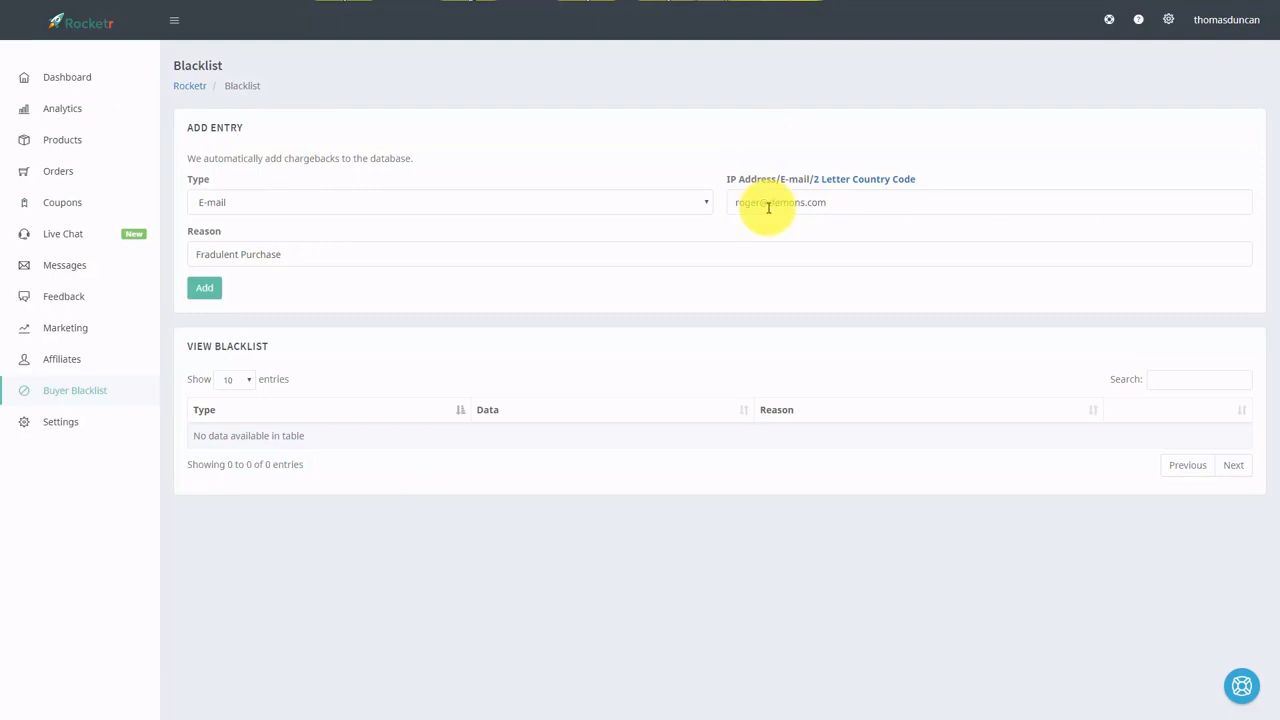 Rocketr
thomasduncan
Dashboard
Analytics
Products
Orders
Coupons
Live Chat New
Messages
Feedback
Marketing
Affiliates
Buyer Blacklist
Settings
Blacklist
Rocketr / Blacklist
ADD ENTRY
We automatically add chargebacks to the database.
Type
IP Address/E-mail/2 Letter Country Code
E-mail
roger@demons.com
Reason
Fradulent Purchase
Add
VIEW BLACKLIST
Show 10 entries
Search:
Type Data Reason
No data available in table
Showing 0 to 0 of 0 entries
Previous Next